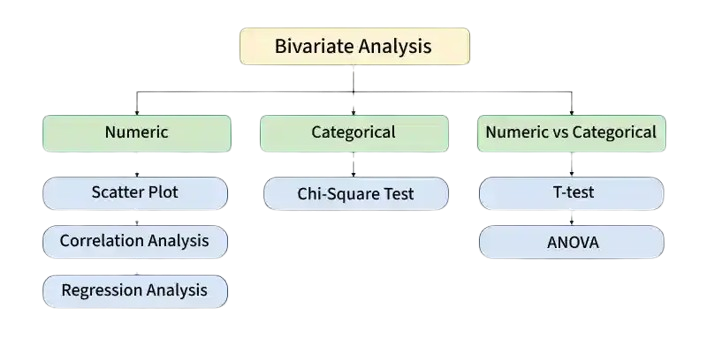 Bivariate Analysis
Numeric
Categorical
Numeric vs Categorical
Scatter Plot
Chi-Square Test
T-test
Correlation Analysis
ANOVA
Regression Analysis